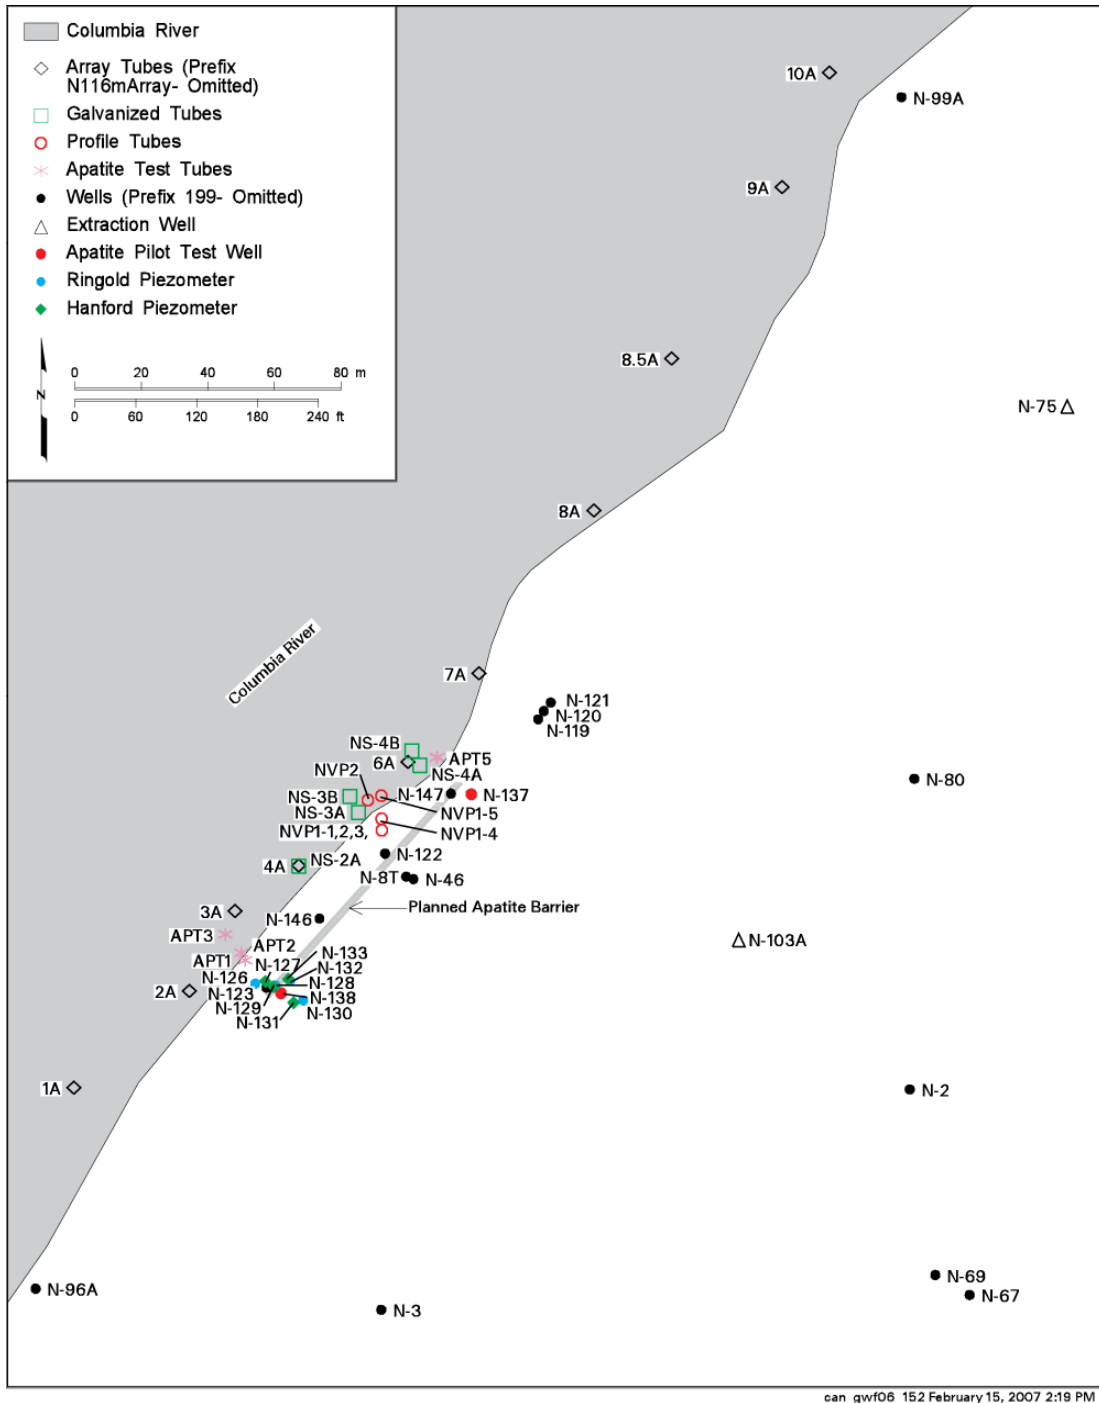 Columbia River
Array Tubes (Prefix
N116mArray- Omitted)
Galvanized Tubes
Profile Tubes
Apatite Test Tubes
Wells (Prefix 199- Omitted)
Extraction Well
Apatite Pilot Test Well
Ringold Piezometer
Hanford Piezometer
N
0 20 40 60 80 m
0 60 120 180 240 ft
10A
N-99A
9A
8.5A
N-75
8A
Columbia River
7A
N-121
N-120
N-119
NS-4B
6A
APT5
NVP2
NS-4A
N-80
NS-3B
N-147
N-137
NS-3A
NVP1-5
NVP1-1,2,3,
NVP1-4
N-122
4A
NS-2A
N-8T
N-46
Planned Apatite Barrier
3A
N-146
APT3
N-103A
APT2
APT1
N-133
N-127
N-132
N-126
N-128
2A
N-123
N-138
N-129
N-130
N-131
1A
N-2
N-69
N-96A
N-67
N-3
can_gwf06_152 February 15, 2007 2:19 PM